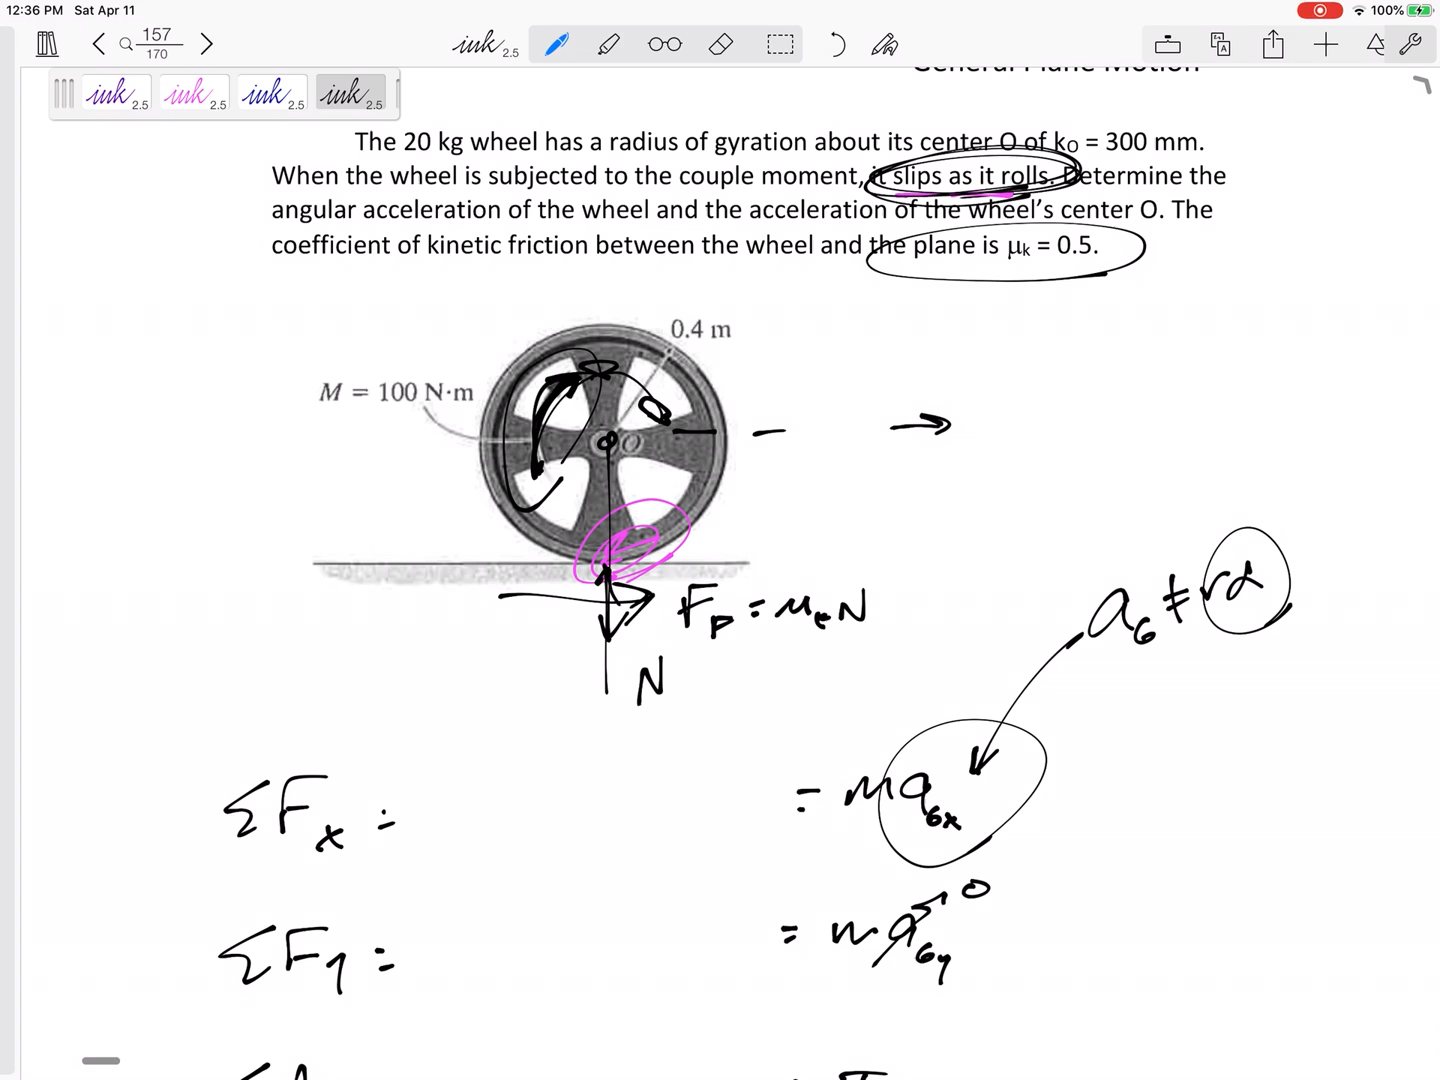 12:36 PM Sat Apr 11
100%
157
170
ink 2.5
ink 2.5
ink 2.5
ink 2.5
ink 2.5
General Plane Motion
The 20 kg wheel has a radius of gyration about its center O of kO = 300 mm.
When the wheel is subjected to the couple moment, it slips as it rolls. Determine the
angular acceleration of the wheel and the acceleration of the wheel's center O. The
coefficient of kinetic friction between the wheel and the plane is μk = 0.5.
0.4 m
M = 100 N·m
O
N
aG ≠ rα
ΣFx = = maGx
ΣFy = = maGy 0